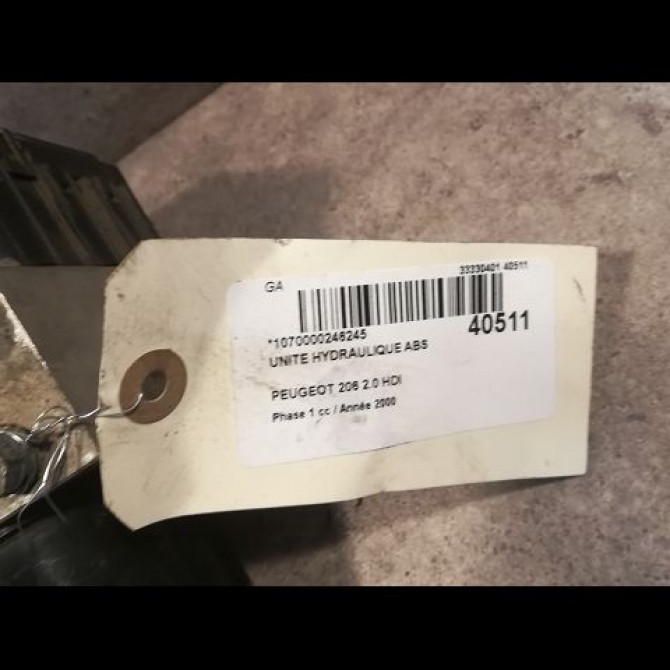 GA
33330401 40511
*1070000246245
40511
UNITE HYDRAULIQUE ABS
PEUGEOT 206 2.0 HDI
Phase 1 cc / Année 2000